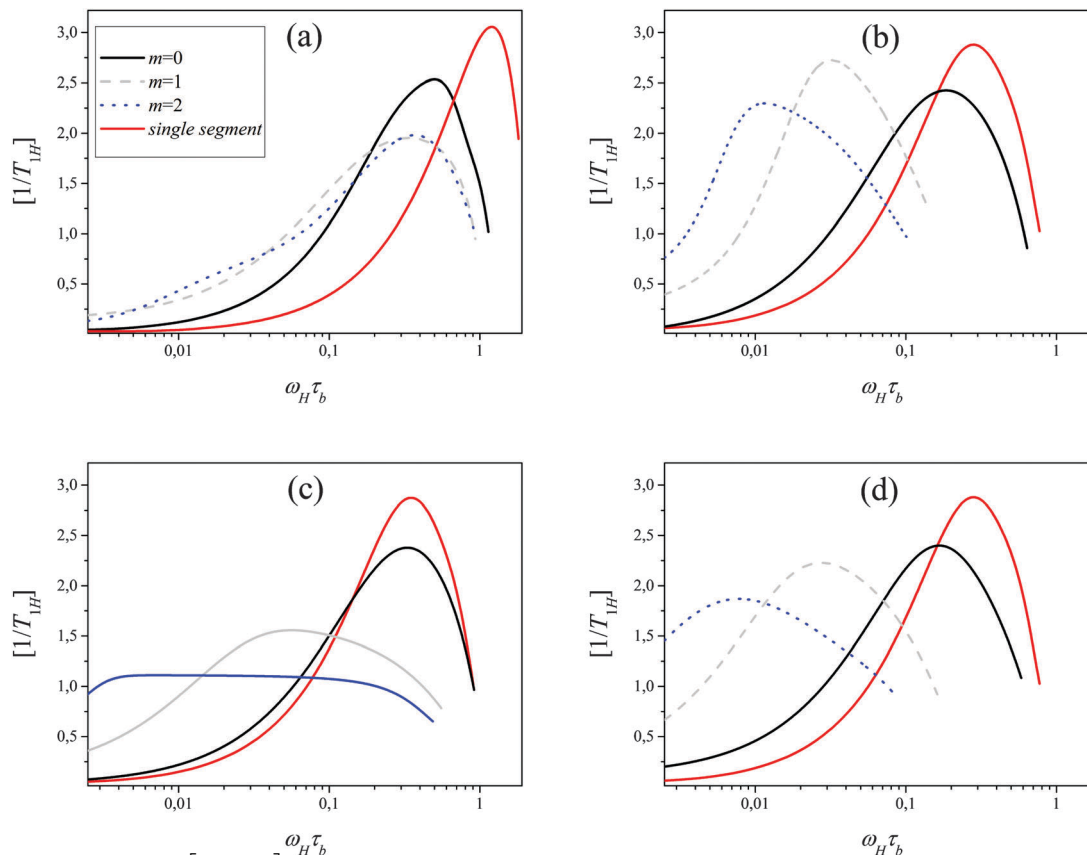 (a)
3,0
2,5
2,0
1,5
1,0
0,5
m=0
m=1
m=2
single segment
[1/T1H]
0,01 0,1 1
ωHτb
(b)
3,0
2,5
2,0
1,5
1,0
0,5
[1/T1H]
0,01 0,1 1
ωHτb
(c)
3,0
2,5
2,0
1,5
1,0
0,5
[1/T1H]
0,01 0,1 1
ωHτb
(d)
3,0
2,5
2,0
1,5
1,0
0,5
[1/T1H]
0,01 0,1 1
ωHτb